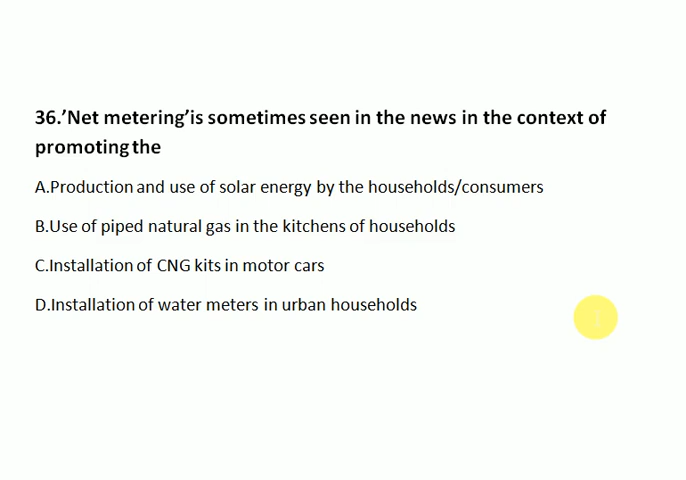 36.’Net metering’is sometimes seen in the news in the context of
promoting the
A.Production and use of solar energy by the households/consumers
B.Use of piped natural gas in the kitchens of households
C.Installation of CNG kits in motor cars
D.Installation of water meters in urban households